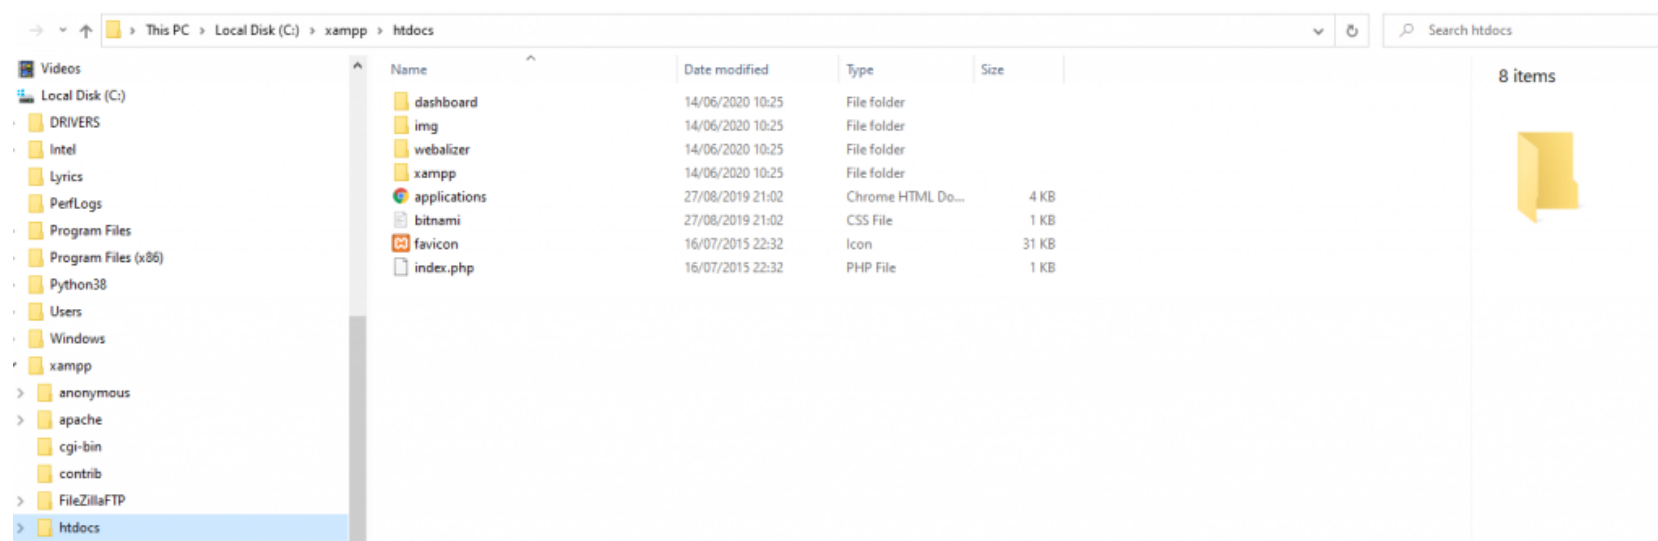 This PC > Local Disk (C:) > xampp > htdocs
Search htdocs
Videos
Local Disk (C:)
DRIVERS
Intel
Lyrics
PerfLogs
Program Files
Program Files (x86)
Python38
Users
Windows
xampp
anonymous
apache
cgi-bin
contrib
FileZillaFTP
htdocs
Name Date modified Type Size
dashboard 14/06/2020 10:25 File folder
img 14/06/2020 10:25 File folder
webalizer 14/06/2020 10:25 File folder
xampp 14/06/2020 10:25 File folder
applications 27/08/2019 21:02 Chrome HTML Do... 4 KB
bitnami 27/08/2019 21:02 CSS File 1 KB
favicon 16/07/2015 22:32 Icon 31 KB
index.php 16/07/2015 22:32 PHP File 1 KB
8 items